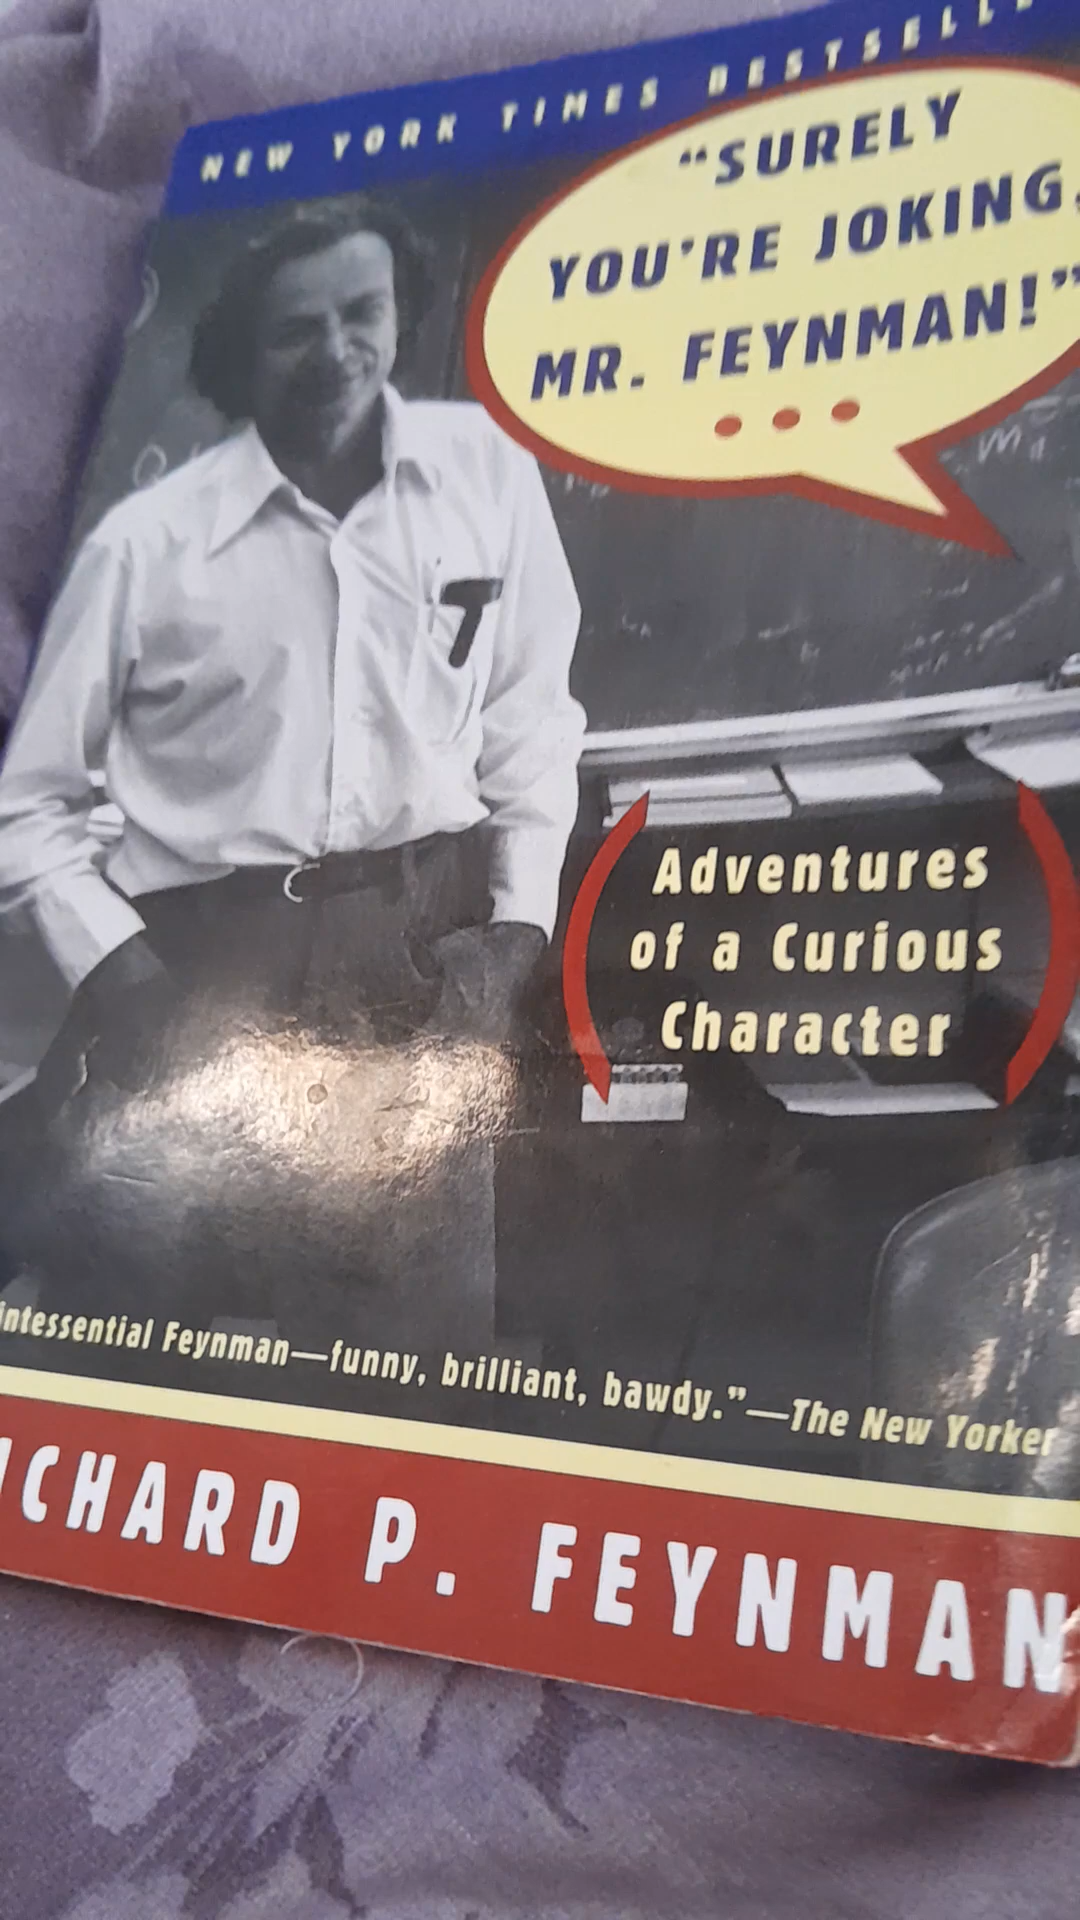 NEW YORK TIMES BESTSELLE
"SURELY
YOU'RE JOKING,
MR. FEYNMAN!"
Adventures
of a Curious
Character
intessential Feynman—funny, brilliant, bawdy."—The New Yorker
ICHARD P. FEYNMAN